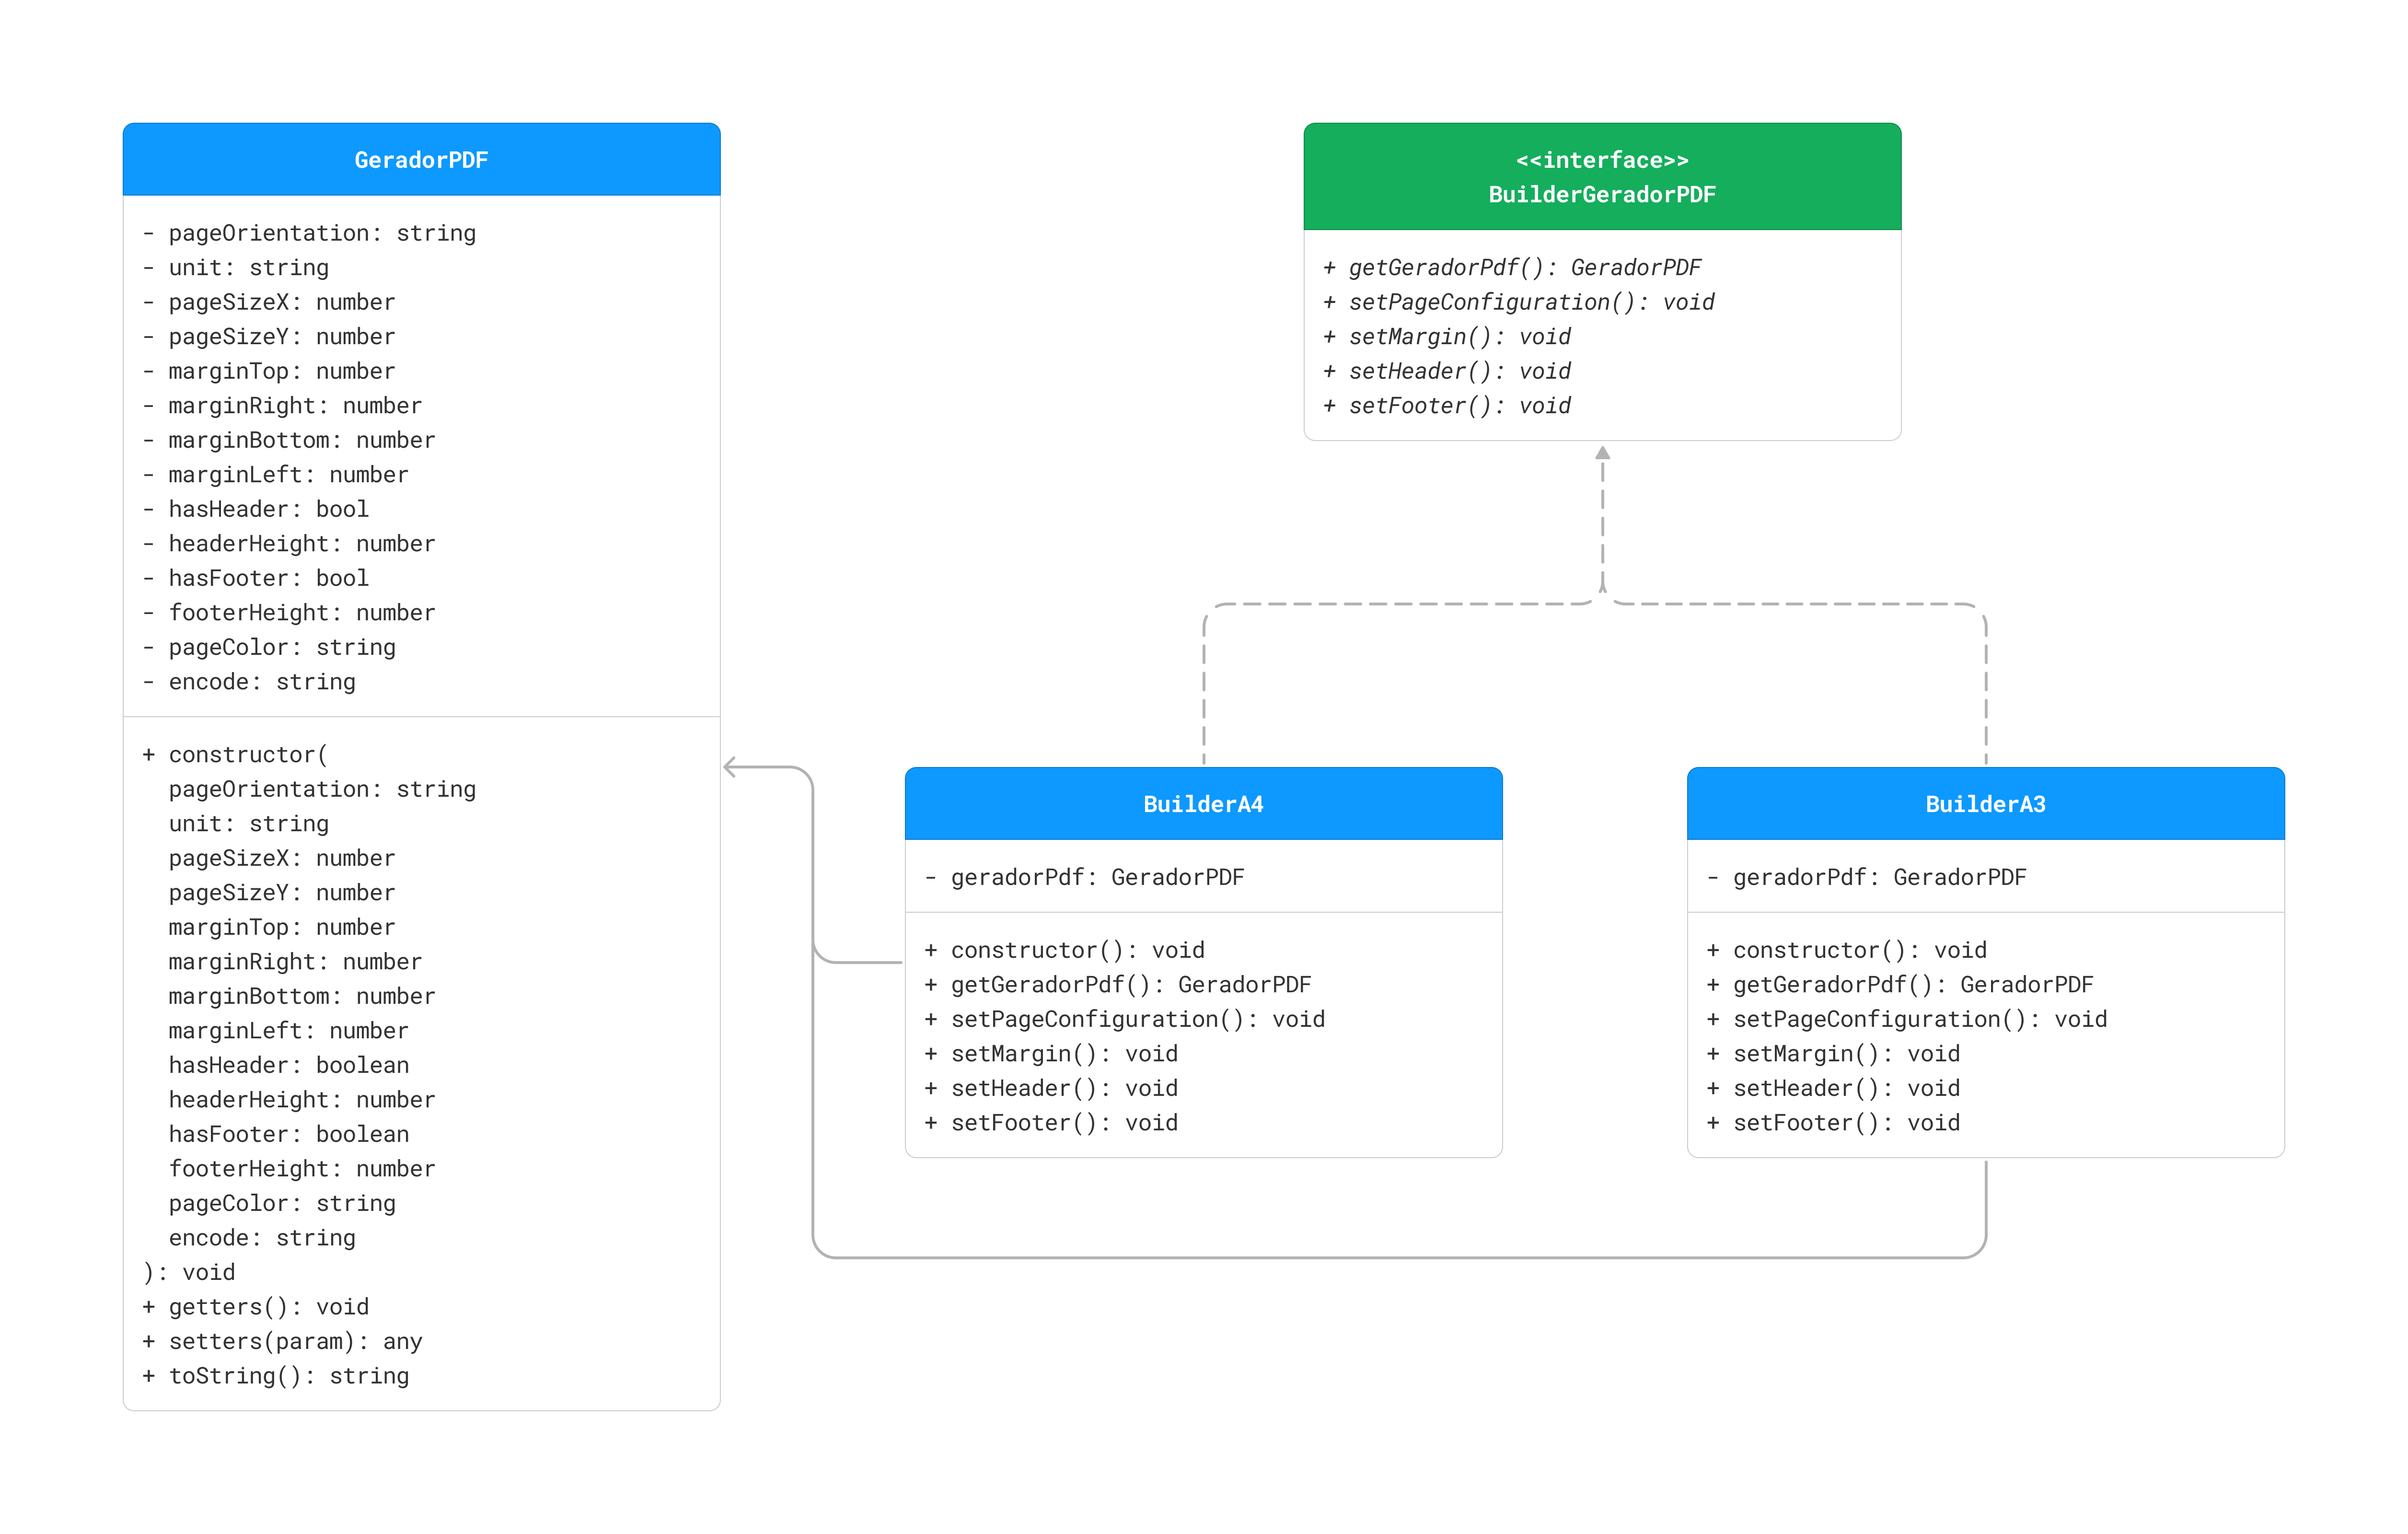 GeradorPDF
- pageOrientation: string
- unit: string
- pageSizeX: number
- pageSizeY: number
- marginTop: number
- marginRight: number
- marginBottom: number
- marginLeft: number
- hasHeader: bool
- headerHeight: number
- hasFooter: bool
- footerHeight: number
- pageColor: string
- encode: string
+ constructor(
pageOrientation: string
unit: string
pageSizeX: number
pageSizeY: number
marginTop: number
marginRight: number
marginBottom: number
marginLeft: number
hasHeader: boolean
headerHeight: number
hasFooter: boolean
footerHeight: number
pageColor: string
encode: string
): void
+ getters(): void
+ setters(param): any
+ toString(): string
<<interface>>
BuilderGeradorPDF
+ getGeradorPdf(): GeradorPDF
+ setPageConfiguration(): void
+ setMargin(): void
+ setHeader(): void
+ setFooter(): void
BuilderA4
- geradorPdf: GeradorPDF
+ constructor(): void
+ getGeradorPdf(): GeradorPDF
+ setPageConfiguration(): void
+ setMargin(): void
+ setHeader(): void
+ setFooter(): void
BuilderA3
- geradorPdf: GeradorPDF
+ constructor(): void
+ getGeradorPdf(): GeradorPDF
+ setPageConfiguration(): void
+ setMargin(): void
+ setHeader(): void
+ setFooter(): void